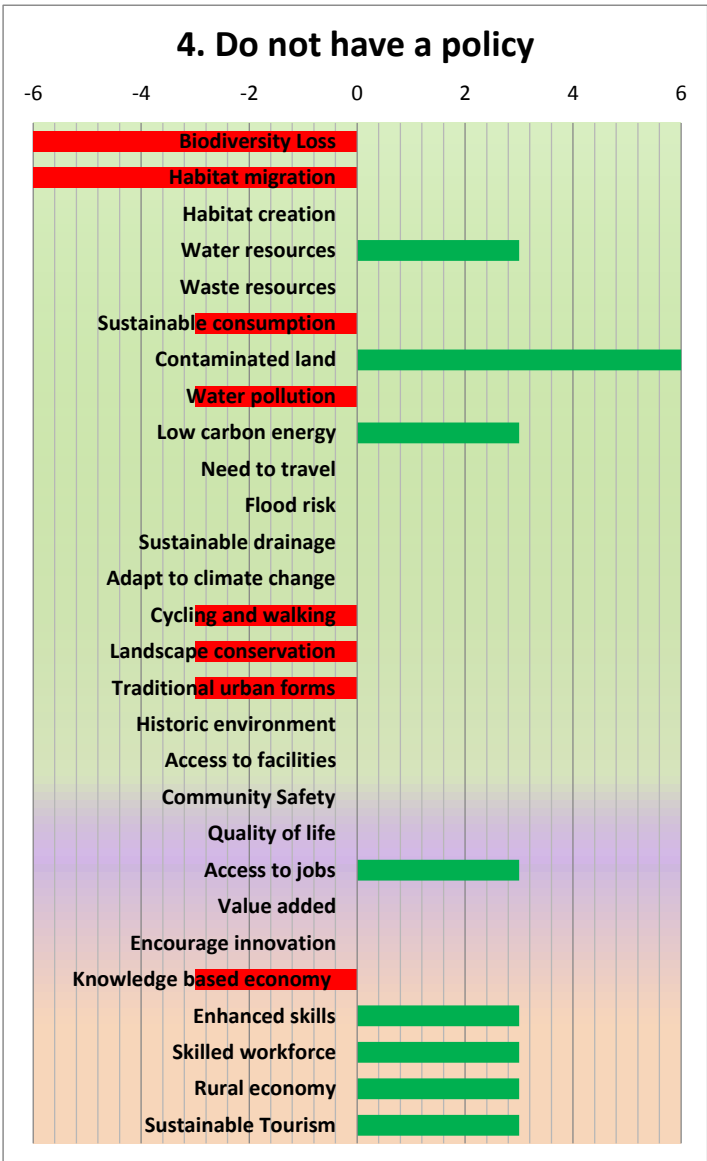 4. Do not have a policy
-6 -4 -2 0 2 4 6
Biodiversity Loss
Habitat migration
Habitat creation
Water resources
Waste resources
Sustainable consumption
Contaminated land
Water pollution
Low carbon energy
Need to travel
Flood risk
Sustainable drainage
Adapt to climate change
Cycling and walking
Landscape conservation
Traditional urban forms
Historic environment
Access to facilities
Community Safety
Quality of life
Access to jobs
Value added
Encourage innovation
Knowledge based economy
Enhanced skills
Skilled workforce
Rural economy
Sustainable Tourism